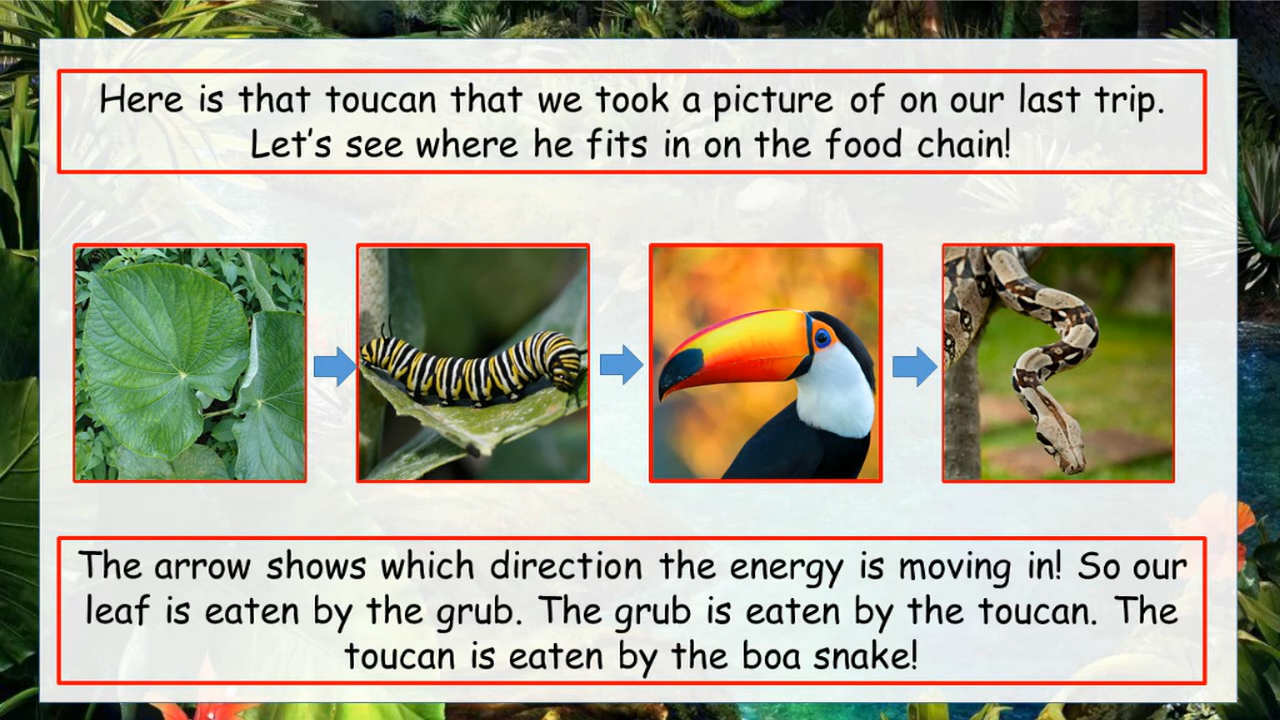 Here is that toucan that we took a picture of on our last trip.
Let's see where he fits in on the food chain!
The arrow shows which direction the energy is moving in! So our
leaf is eaten by the grub. The grub is eaten by the toucan. The
toucan is eaten by the boa snake!